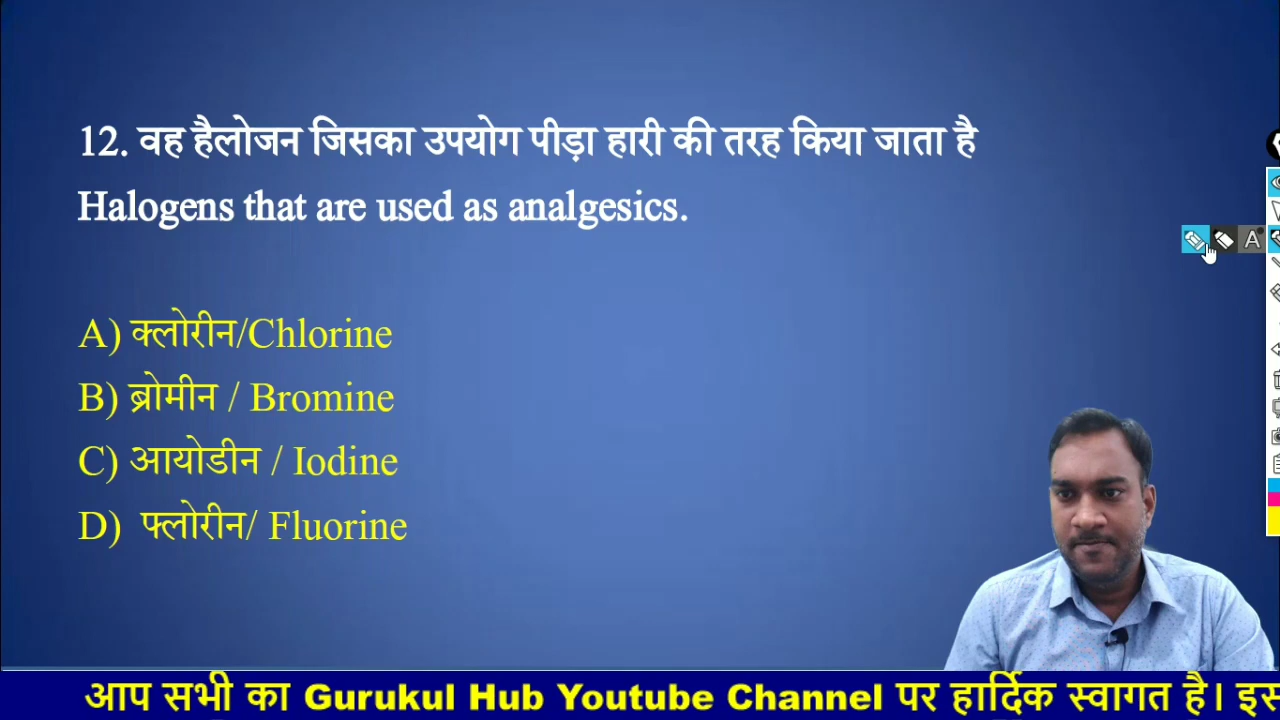 12. वह हैलोजन जिसका उपयोग पीड़ा हारी की तरह किया जाता है
Halogens that are used as analgesics.
A) क्लोरीन/Chlorine
B) ब्रोमीन / Bromine
C) आयोडीन / Iodine
D) फ्लोरीन/ Fluorine
A
आप सभी का Gurukul Hub Youtube Channel पर हार्दिक स्वागत है। इस